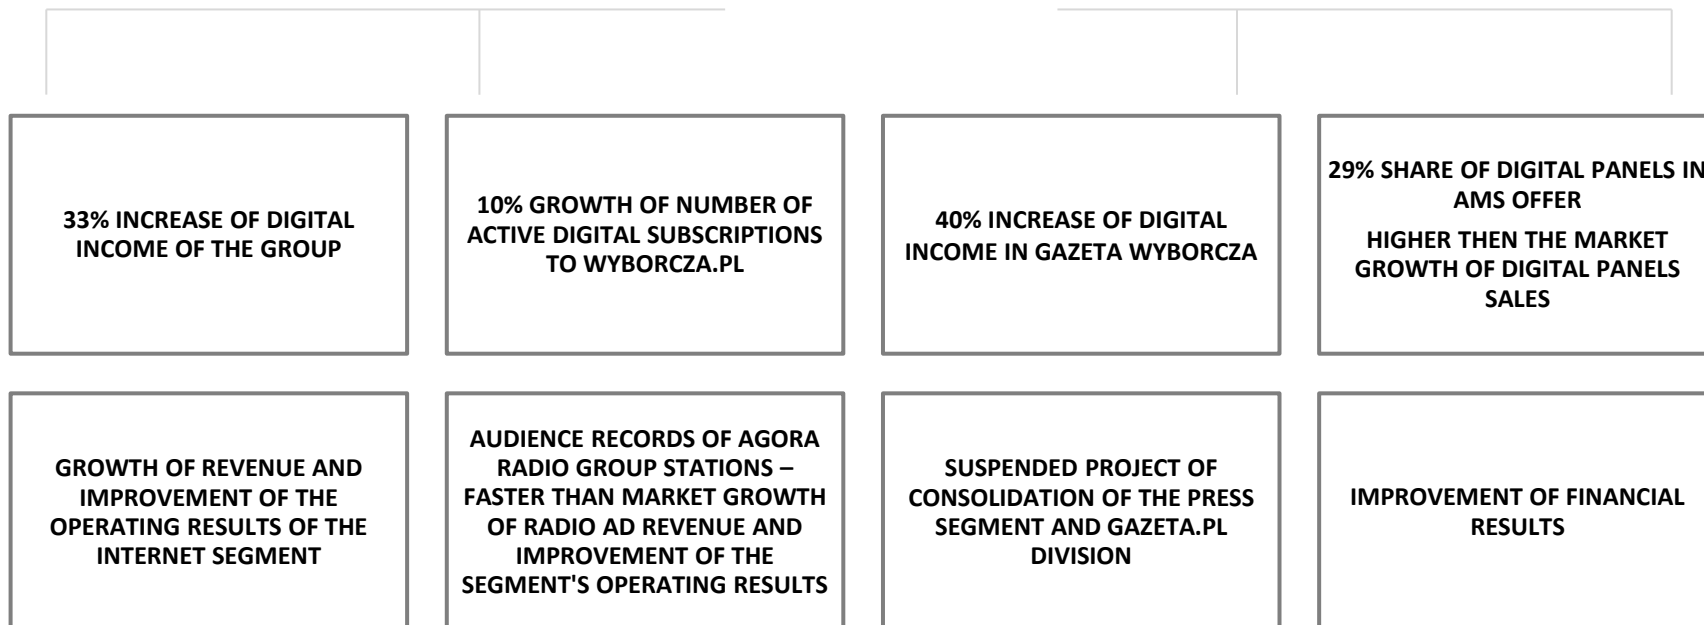 33% INCREASE OF DIGITAL
INCOME OF THE GROUP
10% GROWTH OF NUMBER OF
ACTIVE DIGITAL SUBSCRIPTIONS
TO WYBORCZA.PL
40% INCREASE OF DIGITAL
INCOME IN GAZETA WYBORCZA
29% SHARE OF DIGITAL PANELS IN
AMS OFFER
HIGHER THEN THE MARKET
GROWTH OF DIGITAL PANELS
SALES
GROWTH OF REVENUE AND
IMPROVEMENT OF THE
OPERATING RESULTS OF THE
INTERNET SEGMENT
AUDIENCE RECORDS OF AGORA
RADIO GROUP STATIONS –
FASTER THAN MARKET GROWTH
OF RADIO AD REVENUE AND
IMPROVEMENT OF THE
SEGMENT'S OPERATING RESULTS
SUSPENDED PROJECT OF
CONSOLIDATION OF THE PRESS
SEGMENT AND GAZETA.PL
DIVISION
IMPROVEMENT OF FINANCIAL
RESULTS